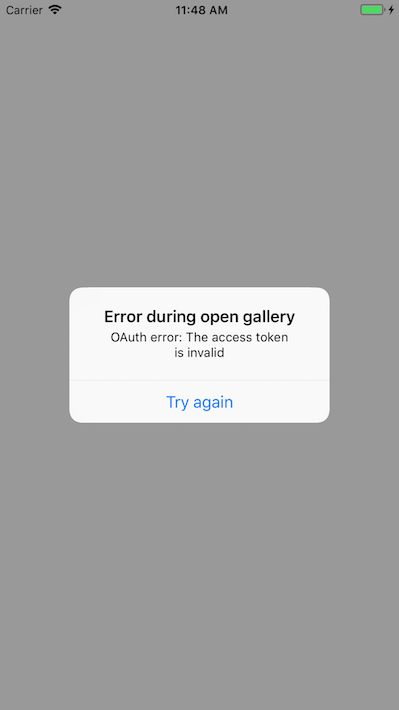 Carrier 11:48 AM
Error during open gallery
OAuth error: The access token
is invalid
Try again